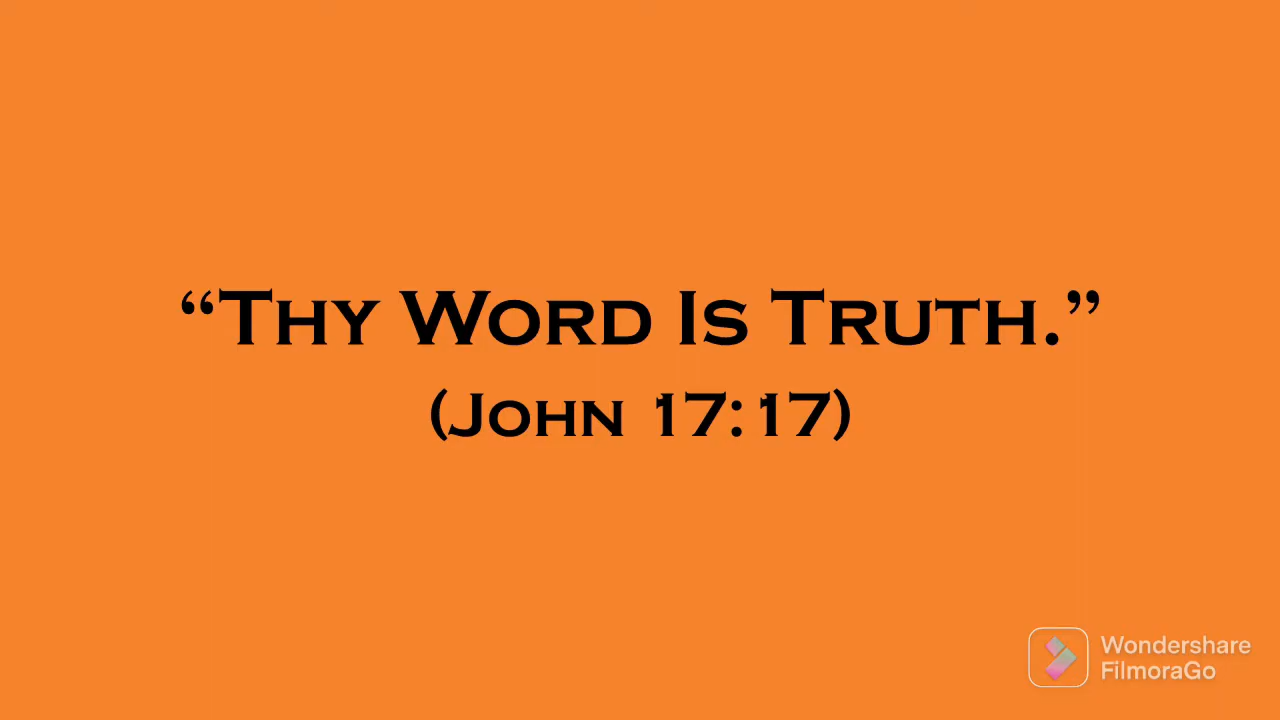 “Thy Word Is Truth.”
(John 17:17)
Wondershare
FilmoraGo